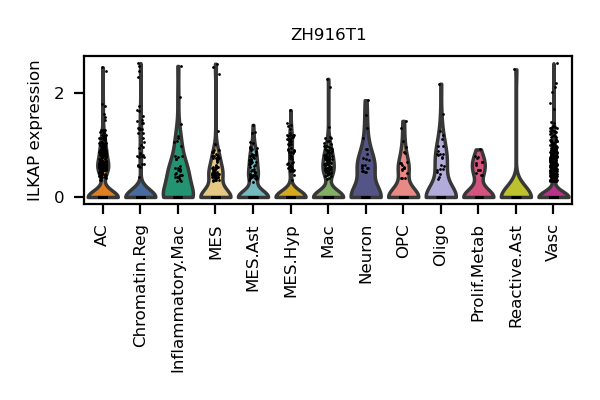 ZH916T1
ILKAP expression
2
0
AC
Chromatin.Reg
Inflammatory.Mac
MES
MES.Ast
MES.Hyp
Mac
Neuron
OPC
Oligo
Prolif.Metab
Reactive.Ast
Vasc